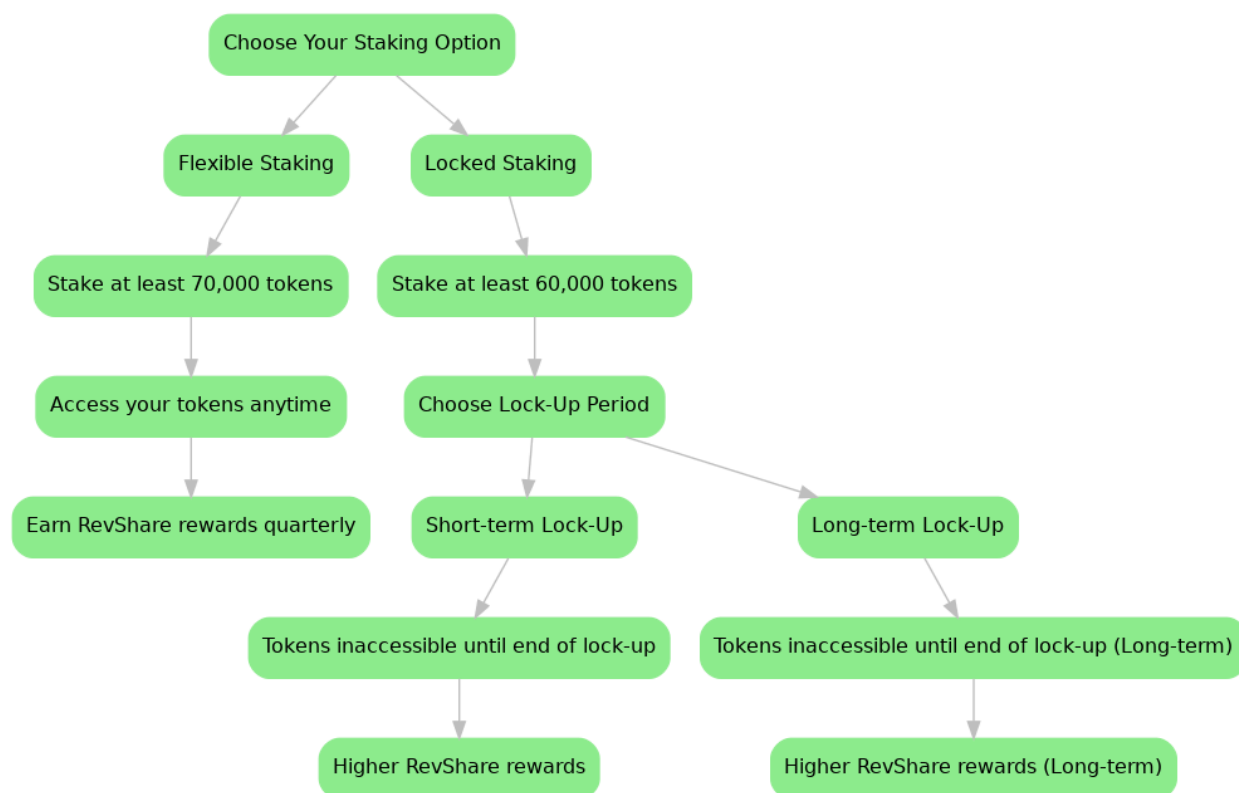 Choose Your Staking Option
Flexible Staking
Locked Staking
Stake at least 70,000 tokens
Stake at least 60,000 tokens
Access your tokens anytime
Choose Lock-Up Period
Earn RevShare rewards quarterly
Short-term Lock-Up
Long-term Lock-Up
Tokens inaccessible until end of lock-up
Tokens inaccessible until end of lock-up (Long-term)
Higher RevShare rewards
Higher RevShare rewards (Long-term)